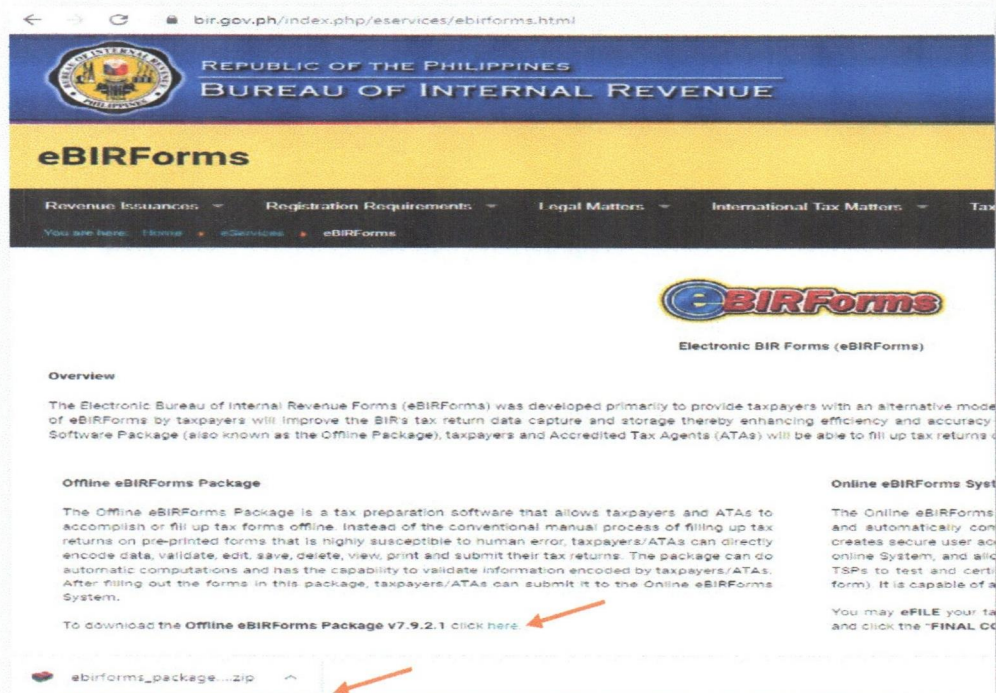 bir.gov.ph/index.php/eservices/ebirforms.html
REPUBLIC OF THE PHILIPPINES
BUREAU OF INTERNAL REVENUE
eBIRForms
Revenue Issuances Registration Requirements Legal Matters International Tax Matters Tax
You are here: Home eServices eBIRForms
eBIRForms
Electronic BIR Forms (eBIRForms)
Overview
The Electronic Bureau of Internal Revenue Forms (eBIRForms) was developed primarily to provide taxpayers with an alternative mode
of eBIRForms by taxpayers will improve the BIR's tax return data capture and storage thereby enhancing efficiency and accuracy
Software Package (also known as the Offline Package), taxpayers and Accredited Tax Agents (ATAs) will be able to fill up tax returns
Offline eBIRForms Package
The Offline eBIRForms Package is a tax preparation software that allows taxpayers and ATAs to
accomplish or fill up tax forms offline. Instead of the conventional manual process of filling up tax
returns on pre-printed forms that is highly susceptible to human error, taxpayers/ATAs can directly
encode data, validate, edit, save, delete, view, print and submit their tax returns. The package can do
automatic computations and has the capability to validate information encoded by taxpayers/ATAs.
After filling out the forms in this package, taxpayers/ATAs can submit it to the Online eBIRForms
System.
To download the Offline eBIRForms Package v7.9.2.1 click here.
Online eBIRForms Syst
The Online eBIRForms
and automatically com
creates secure user ac
online System, and allo
TSPs to test and certi
form). It is capable of a
You may eFILE your ta
and click the "FINAL CO
ebirforms_package....zip